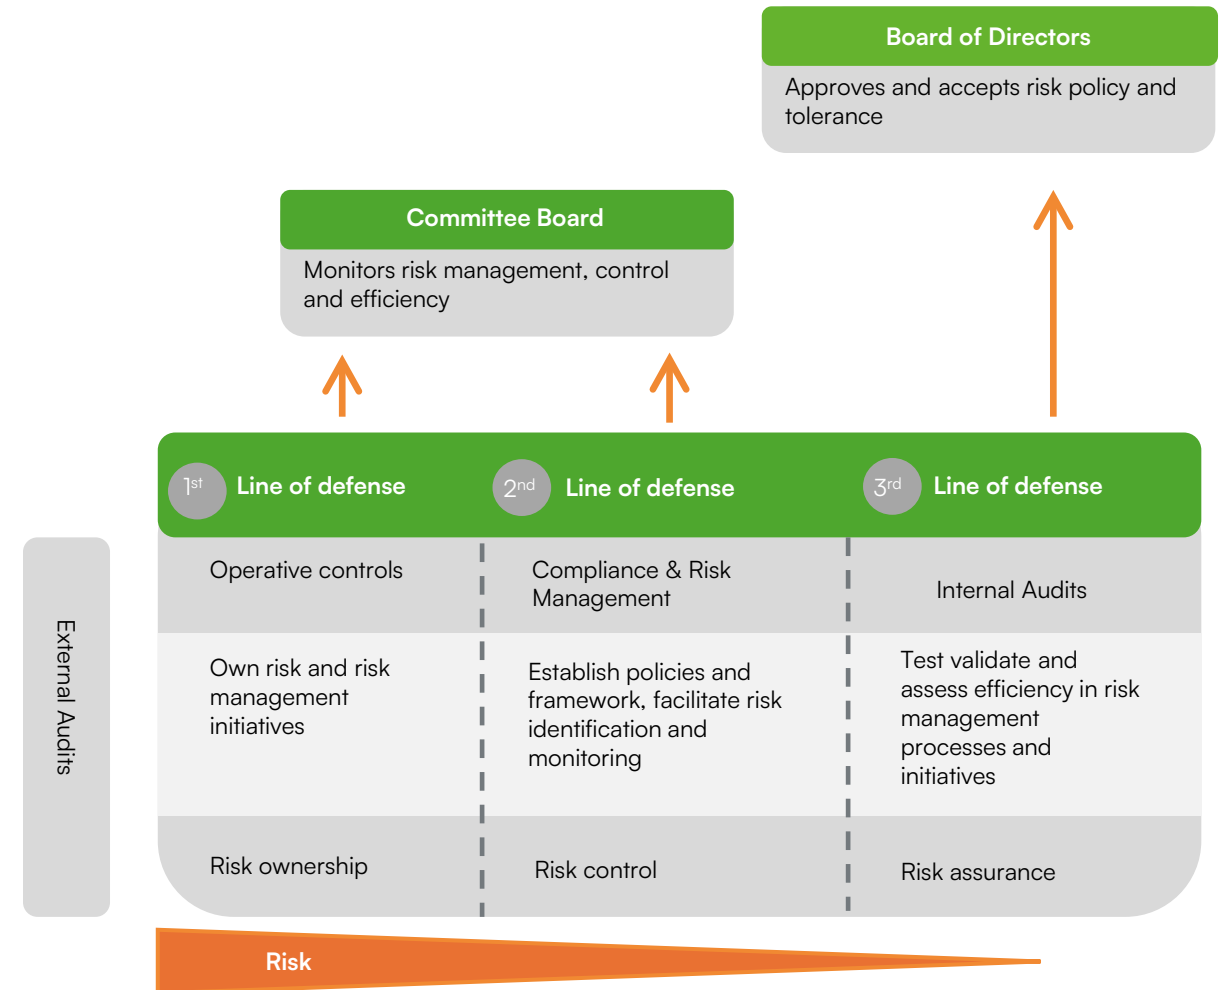 Board of Directors
Approves and accepts risk policy and
tolerance
Committee Board
Monitors risk management, control
and efficiency
1st Line of defense
2nd Line of defense
3rd Line of defense
External Audits
Operative controls
Compliance & Risk
Management
Internal Audits
Own risk and risk
management
initiatives
Establish policies and
framework, facilitate risk
identification and
monitoring
Test validate and
assess efficiency in risk
management
processes and
initiatives
Risk ownership
Risk control
Risk assurance
Risk